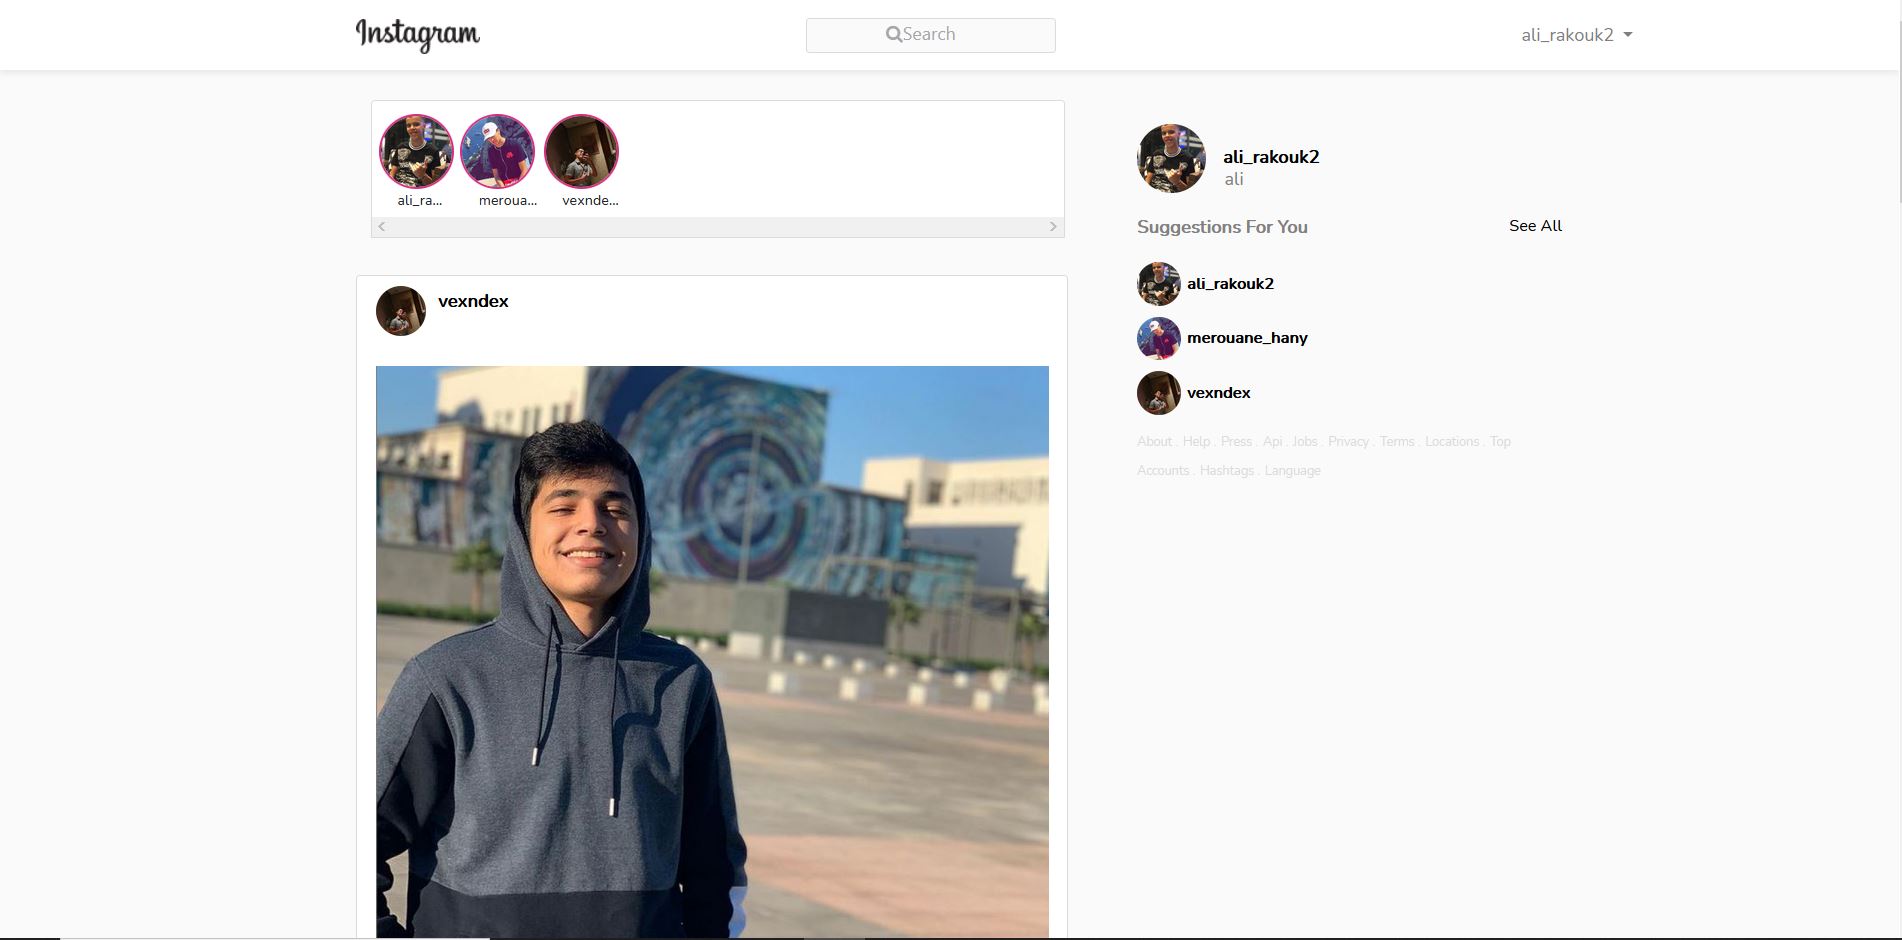 Instagram
Search
ali_rakouk2
ali_ra...
meroua...
vexnde...
ali_rakouk2
ali
Suggestions For You
See All
ali_rakouk2
merouane_hany
vexndex
About . Help . Press . Api . Jobs . Privacy . Terms . Locations . Top
Accounts . Hashtags . Language
vexndex